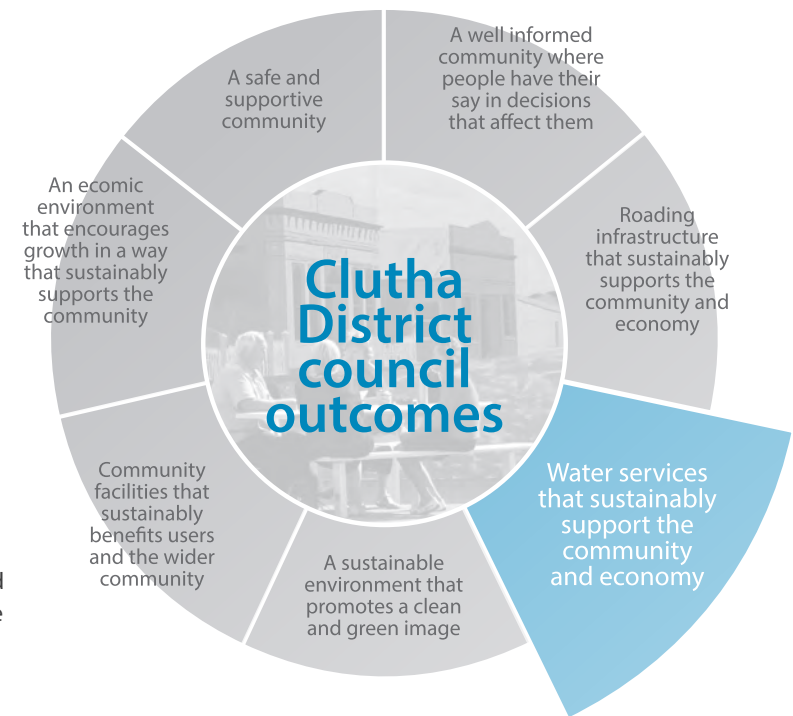 A well informed
community where
people have their
say in decisions
that affect them
Roading
infrastructure
that sustainably
supports the
community and
economy
Water services
that sustainably
support the
community
and economy
A sustainable
environment that
promotes a clean
and green image
Community
facilities that
sustainably
benefits users
and the wider
community
An ecomic
environment
that encourages
growth in a way
that sustainably
supports the
community
A safe and
supportive
community
Clutha
District
council
outcomes